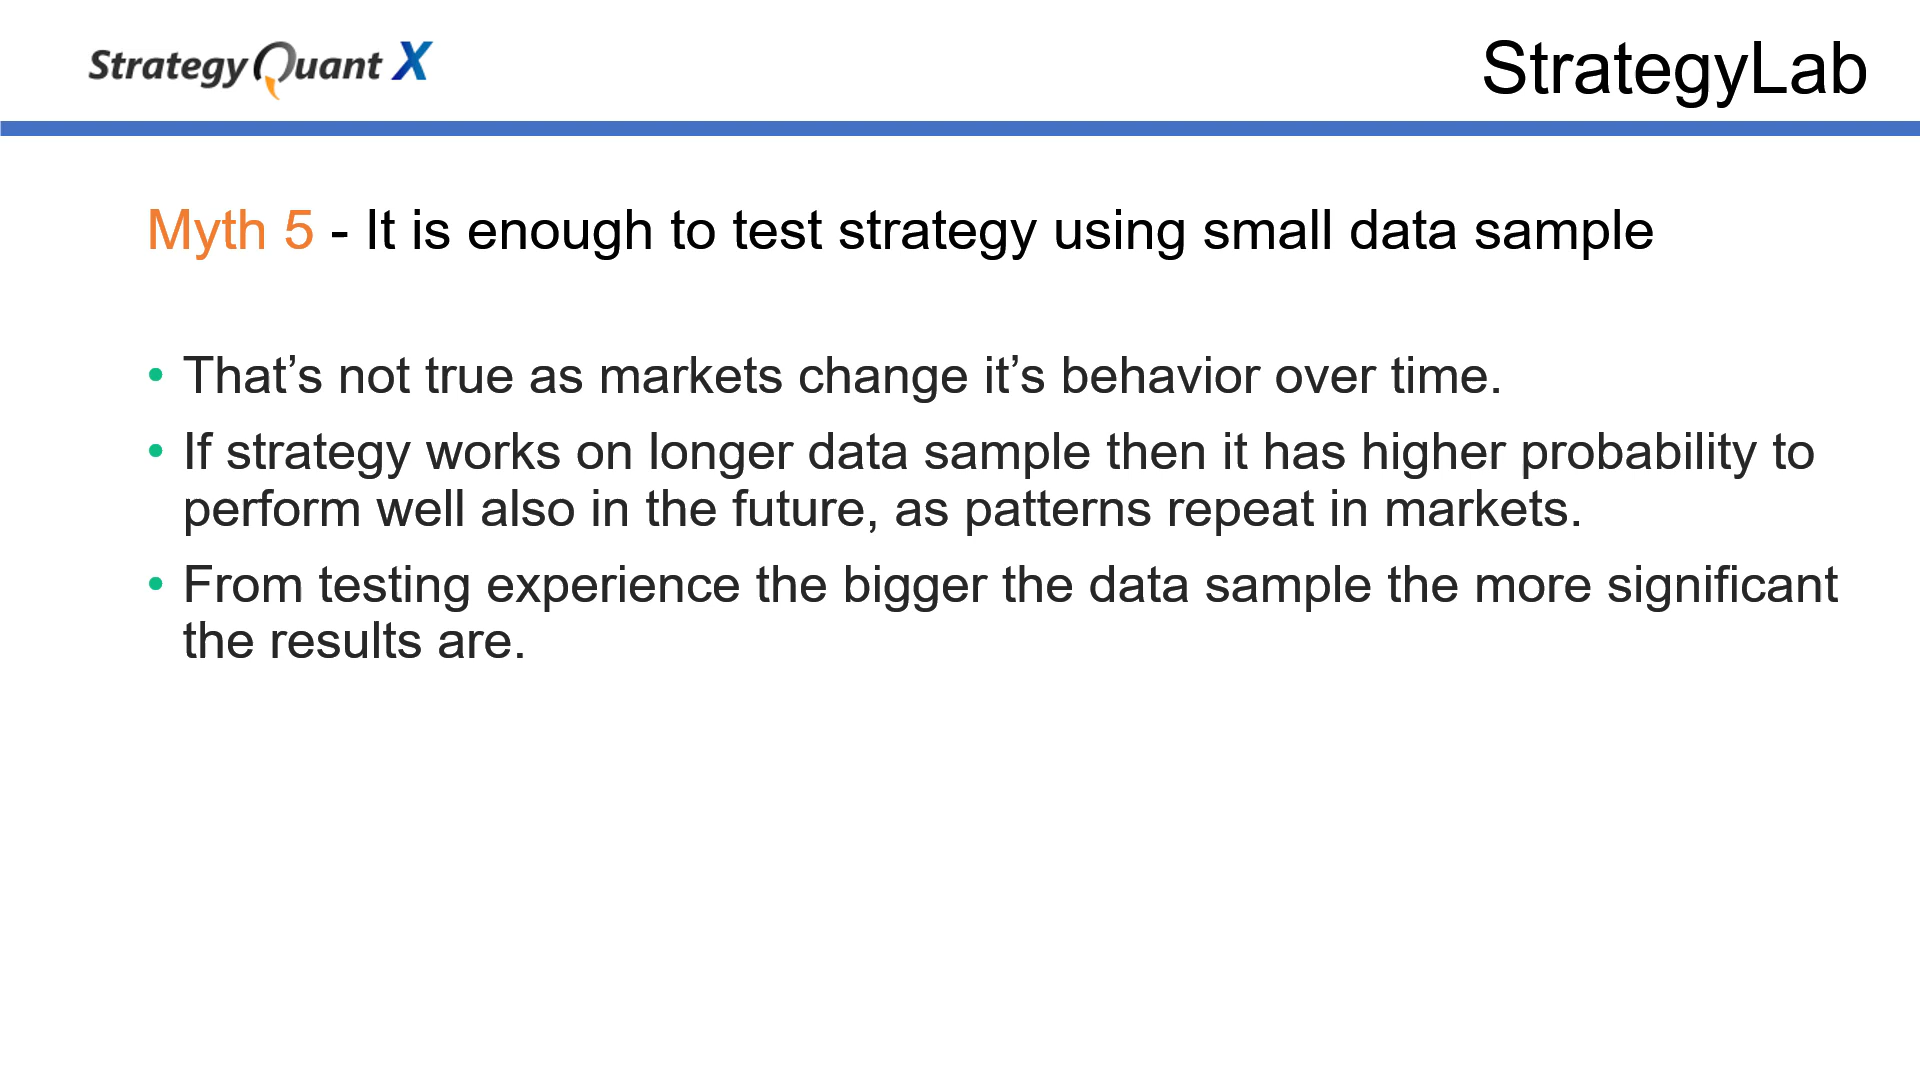 StrategyQuant X
StrategyLab
Myth 5 - It is enough to test strategy using small data sample
• That’s not true as markets change it’s behavior over time.
• If strategy works on longer data sample then it has higher probability to
perform well also in the future, as patterns repeat in markets.
• From testing experience the bigger the data sample the more significant
the results are.